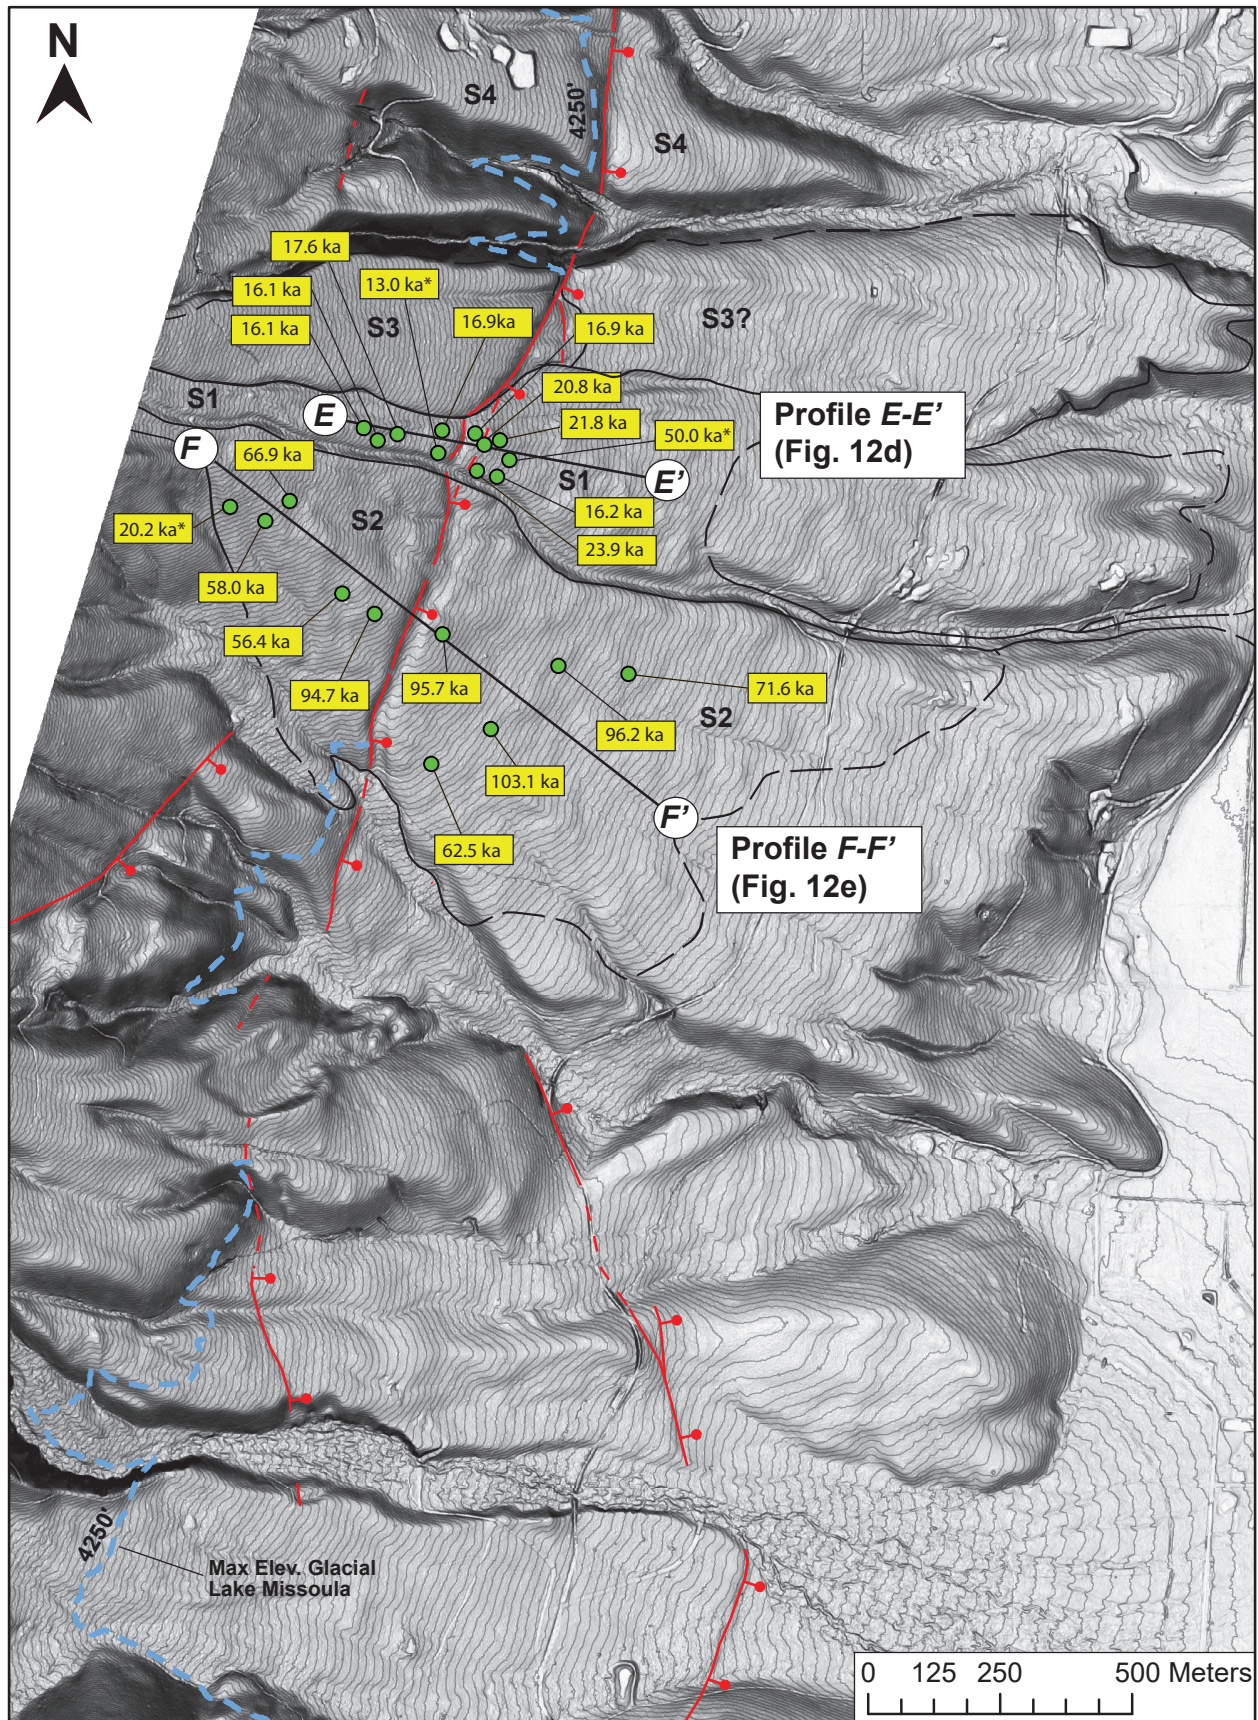 N
S4
4250'
S4
17.6 ka
13.0 ka*
16.1 ka
16.1 ka
S3
16.9ka
16.9 ka
S3?
S1
E
20.8 ka
21.8 ka
50.0 ka*
Profile E-E’
(Fig. 12d)
F
66.9 ka
S1
E’
S2
16.2 ka
20.2 ka*
23.9 ka
58.0 ka
56.4 ka
94.7 ka
95.7 ka
71.6 ka
S2
96.2 ka
103.1 ka
F’
62.5 ka
Profile F-F’
(Fig. 12e)
4250'
Max Elev. Glacial
Lake Missoula
0 125 250 500 Meters